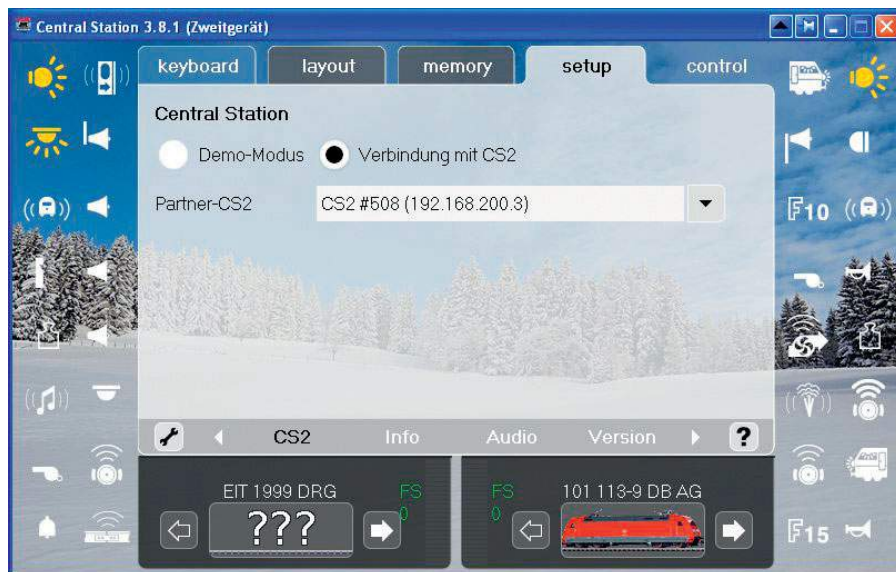 Central Station 3.8.1 (Zweitgerät)
keyboard layout memory setup control
Central Station
Demo-Modus Verbindung mit CS2
Partner-CS2 CS2 #508 (192.168.200.3)
F10
CS2 Info Audio Version ?
EIT 1999 DRG FS FS 101 113-9 DB AG
0 0
???
F15